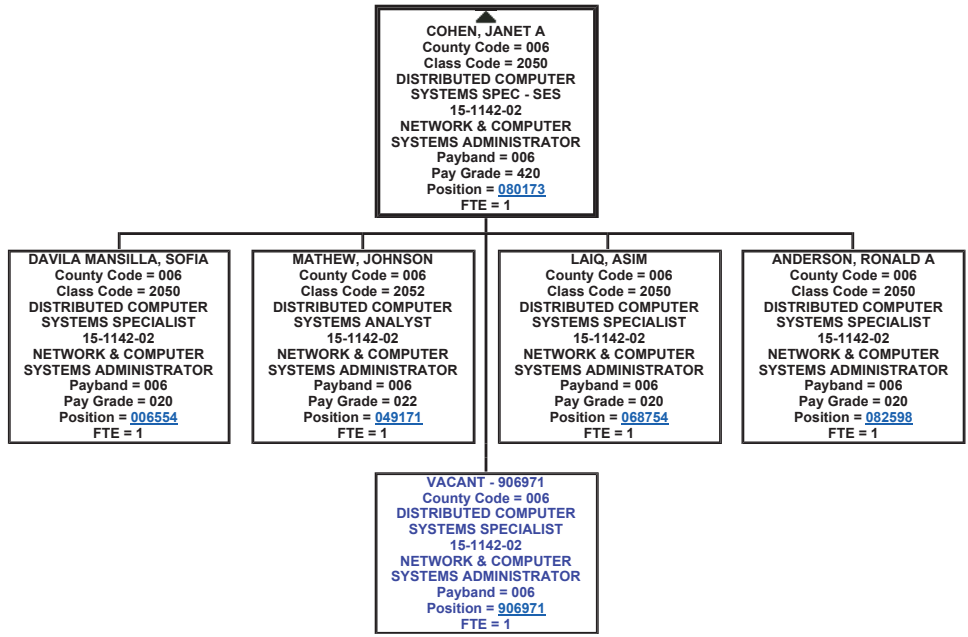 COHEN, JANET A
County Code = 006
Class Code = 2050
DISTRIBUTED COMPUTER
SYSTEMS SPEC - SES
15-1142-02
NETWORK & COMPUTER
SYSTEMS ADMINISTRATOR
Payband = 006
Pay Grade = 420
Position = 080173
FTE = 1
DAVILA MANSILLA, SOFIA
County Code = 006
Class Code = 2050
DISTRIBUTED COMPUTER
SYSTEMS SPECIALIST
15-1142-02
NETWORK & COMPUTER
SYSTEMS ADMINISTRATOR
Payband = 006
Pay Grade = 020
Position = 006554
FTE = 1
MATHEW, JOHNSON
County Code = 006
Class Code = 2052
DISTRIBUTED COMPUTER
SYSTEMS ANALYST
15-1142-02
NETWORK & COMPUTER
SYSTEMS ADMINISTRATOR
Payband = 006
Pay Grade = 022
Position = 049171
FTE = 1
LAIQ, ASIM
County Code = 006
Class Code = 2050
DISTRIBUTED COMPUTER
SYSTEMS SPECIALIST
15-1142-02
NETWORK & COMPUTER
SYSTEMS ADMINISTRATOR
Payband = 006
Pay Grade = 020
Position = 068754
FTE = 1
ANDERSON, RONALD A
County Code = 006
Class Code = 2050
DISTRIBUTED COMPUTER
SYSTEMS SPECIALIST
15-1142-02
NETWORK & COMPUTER
SYSTEMS ADMINISTRATOR
Payband = 006
Pay Grade = 020
Position = 082598
FTE = 1
VACANT - 906971
County Code = 006
DISTRIBUTED COMPUTER
SYSTEMS SPECIALIST
15-1142-02
NETWORK & COMPUTER
SYSTEMS ADMINISTRATOR
Payband = 006
Position = 906971
FTE = 1